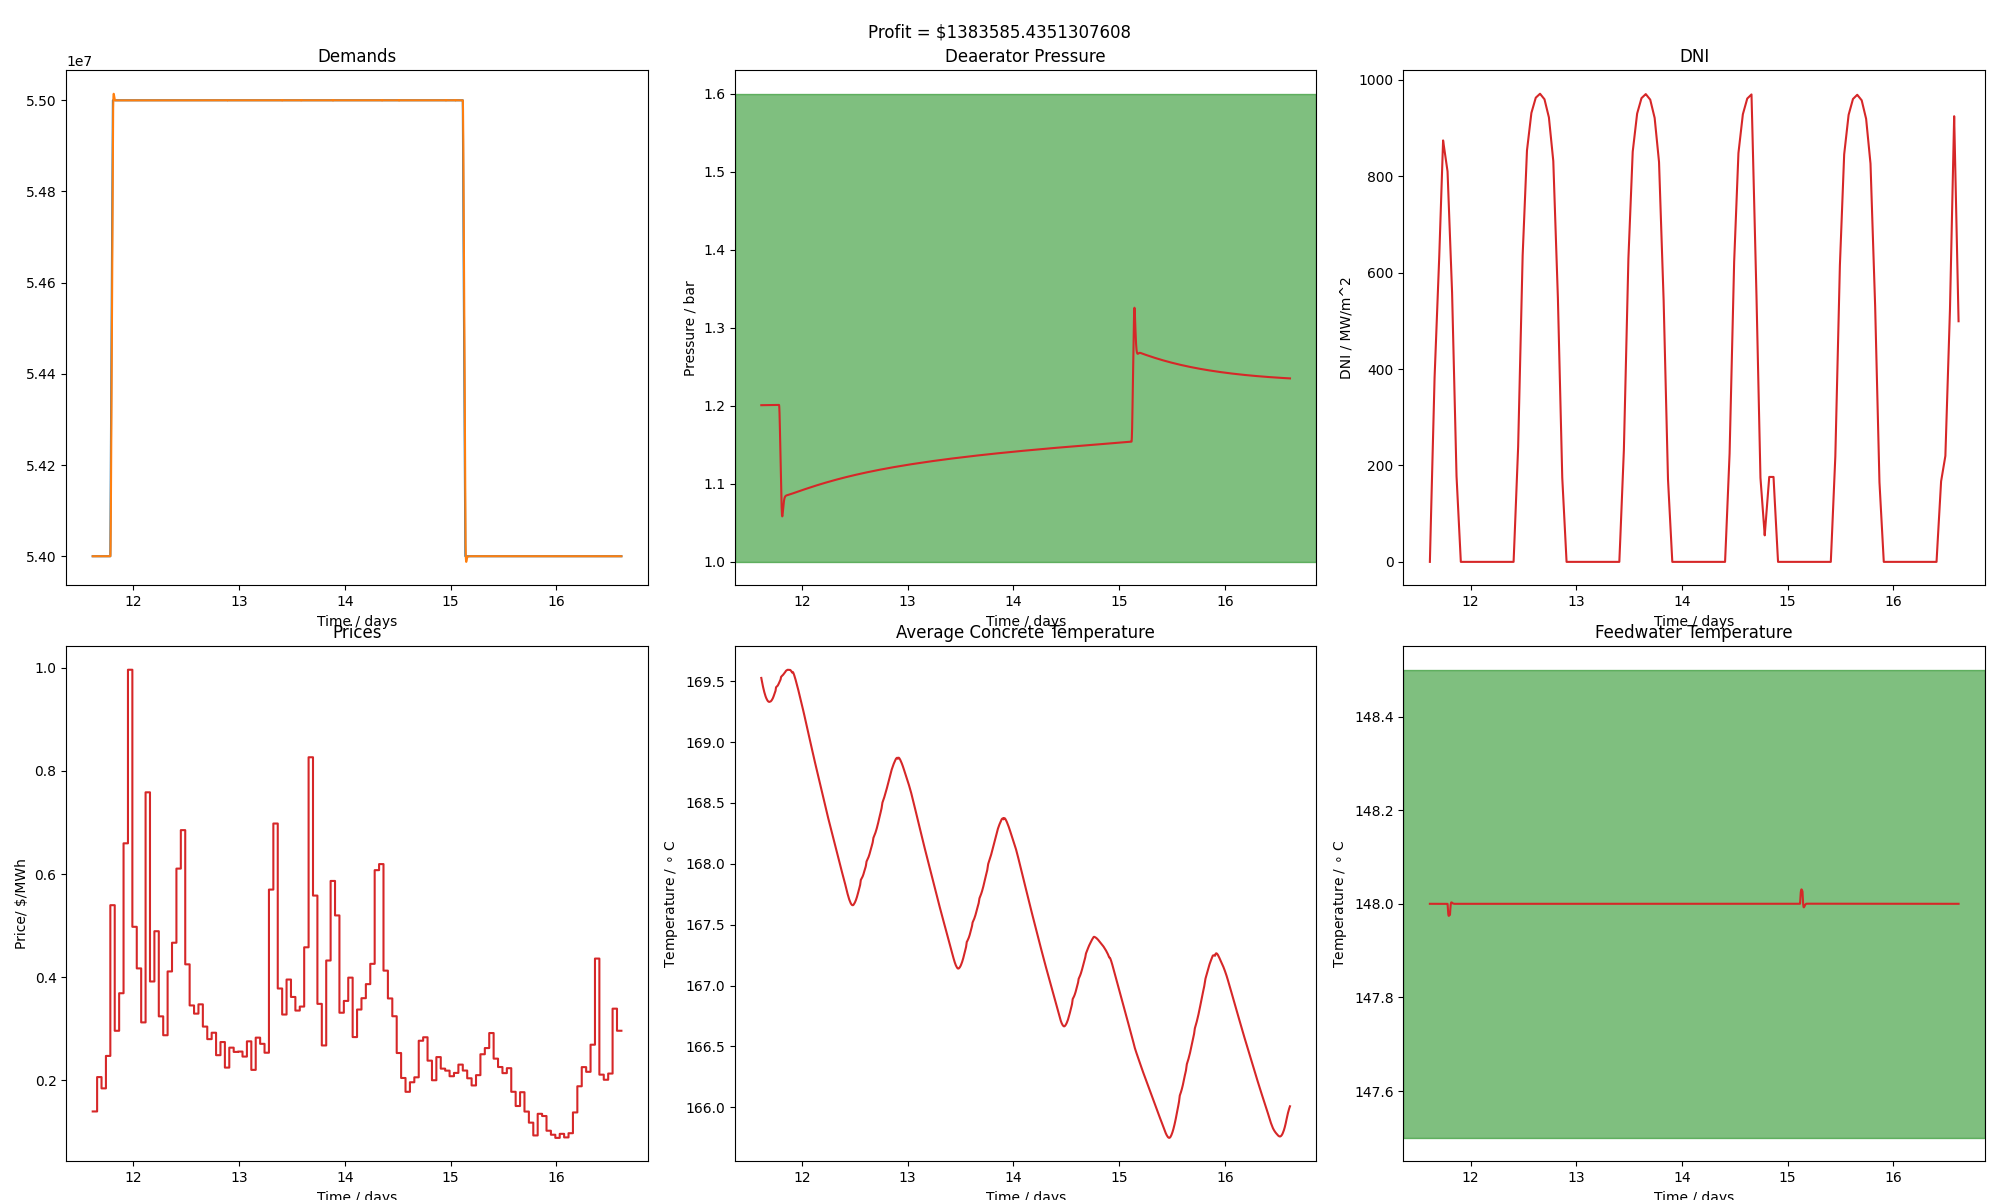 Profit = $1383585.4351307608
Demands
1e7
5.50
5.48
5.46
5.44
5.42
5.40
12 13 14 15 16
Time / days
Deaerator Pressure
Pressure / bar
1.6
1.5
1.4
1.3
1.2
1.1
1.0
12 13 14 15 16
Time / days
DNI
DNI / MW/m^2
1000
800
600
400
200
0
12 13 14 15 16
Time / days
Prices
Price/ $/MWh
1.0
0.8
0.6
0.4
0.2
12 13 14 15 16
Time / days
Average Concrete Temperature
Temperature / ∘ C
169.5
169.0
168.5
168.0
167.5
167.0
166.5
166.0
12 13 14 15 16
Time / days
Feedwater Temperature
Temperature / ∘ C
148.4
148.2
148.0
147.8
147.6
12 13 14 15 16
Time / days